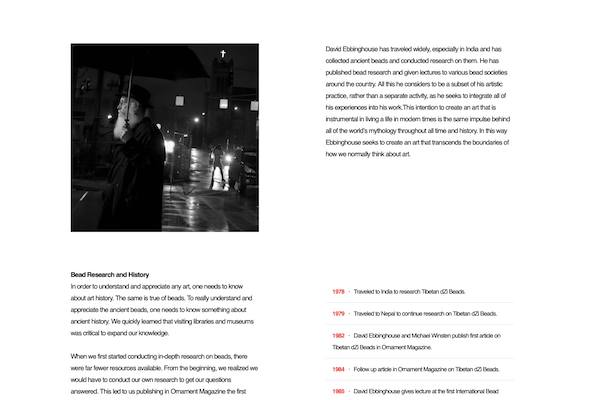 David Ebbinghouse has traveled widely, especially in India and has
collected ancient beads and conducted research on them. He has
published bead research and given lectures to various bead societies
around the country. All this he considers to be a subset of his artistic
practice, rather than a separate activity, as he seeks to integrate all of
his experiences into his work.This intention to create an art that is
instrumental in living a life in modern times is the same impulse behind
all of the world's mythology throughout all time and history. In this way
Ebbinghouse seeks to create an art that transcends the boundaries of
how we normally think about art.
Bead Research and History
In order to understand and appreciate any art, one needs to know
about art history. The same is true of beads. To really understand and
appreciate the ancient beads, one needs to know something about
ancient history. We quickly learned that visiting libraries and museums
was critical to expand our knowledge.
When we first started conducting in-depth research on beads, there
were far fewer resources available. From the beginning, we realized we
would have to conduct our own research to get our questions
answered. This led to us publishing in Ornament Magazine the first
1978 - Traveled to India to research Tibetan dZi Beads.
1979 - Traveled to Nepal to continue research on Tibetan dZi Beads.
1982 - David Ebbinghouse and Michael Winsten publish first article on
Tibetan dZi Beads in Ornament Magazine.
1984 - Follow up article in Ornament Magazine on Tibetan dZi Beads.
1985 - David Ebbinghouse gives lecture at the first International Bead